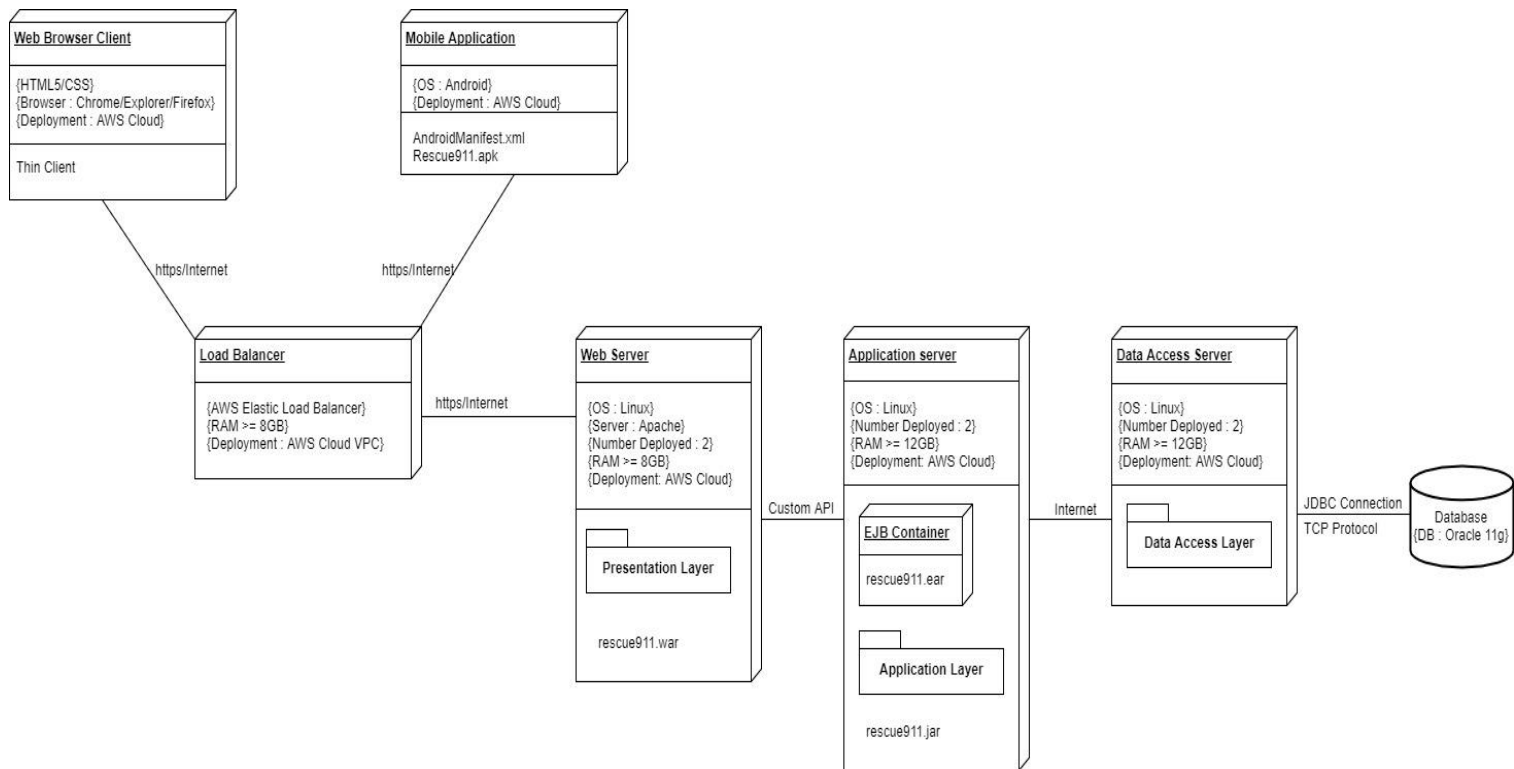 Web Browser Client
{HTML5/CSS}
{Browser : Chrome/Explorer/Firefox}
{Deployment : AWS Cloud}
Thin Client
Mobile Application
{OS : Android}
{Deployment : AWS Cloud}
AndroidManifest.xml
Rescue911.apk
https/Internet
https/Internet
Load Balancer
{AWS Elastic Load Balancer}
{RAM >= 8GB}
{Deployment : AWS Cloud VPC}
https/Internet
Web Server
{OS : Linux}
{Server : Apache}
{Number Deployed : 2}
{RAM >= 8GB}
{Deployment: AWS Cloud}
Presentation Layer
rescue911.war
Custom API
Application server
{OS : Linux}
{Number Deployed : 2}
{RAM >= 12GB}
{Deployment: AWS Cloud}
EJB Container
rescue911.ear
Application Layer
rescue911.jar
Internet
Data Access Server
{OS : Linux}
{Number Deployed : 2}
{RAM >= 12GB}
{Deployment: AWS Cloud}
Data Access Layer
JDBC Connection
TCP Protocol
Database
{DB : Oracle 11g}